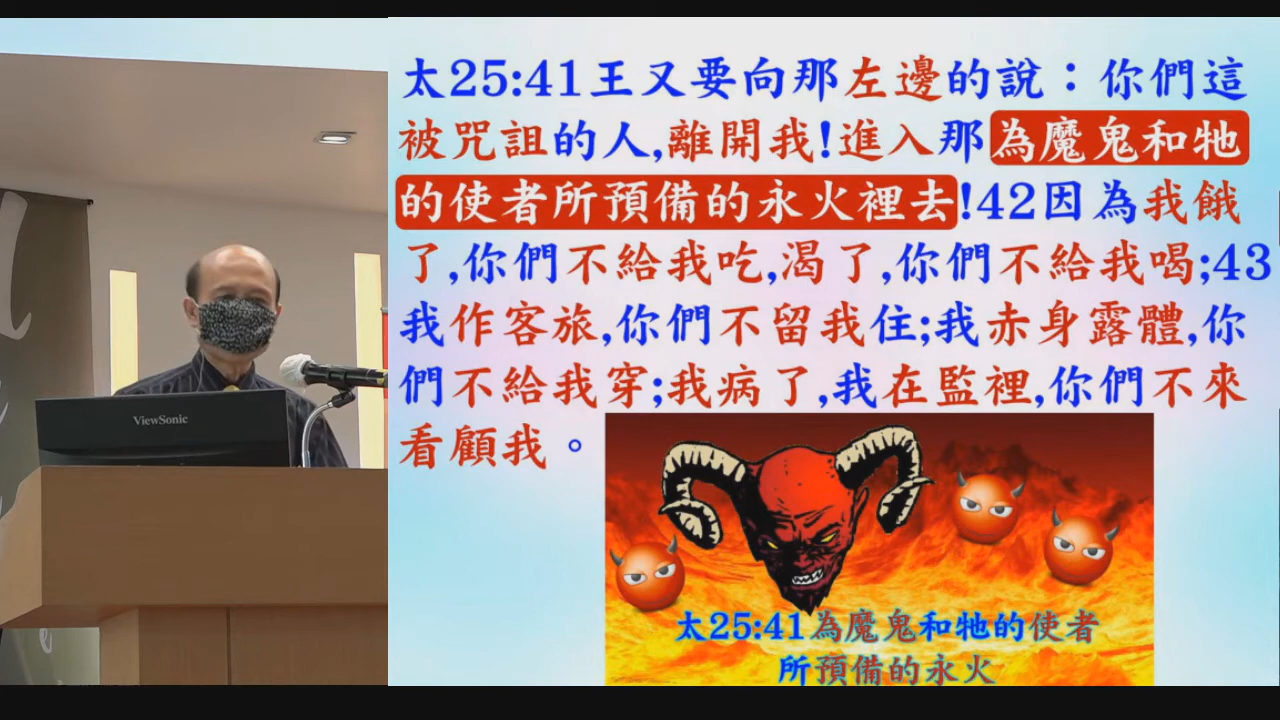 太25:41王又要向那左邊的說：你們這
被咒詛的人,離開我!進入那為魔鬼和牠
的使者所預備的永火裡去!42因為我餓
了,你們不給我吃,渴了,你們不給我喝;43
我作客旅,你們不留我住;我赤身露體,你
們不給我穿;我病了,我在監裡,你們不來
看顧我。
太25:41為魔鬼和牠的使者
所預備的永火
ViewSonic